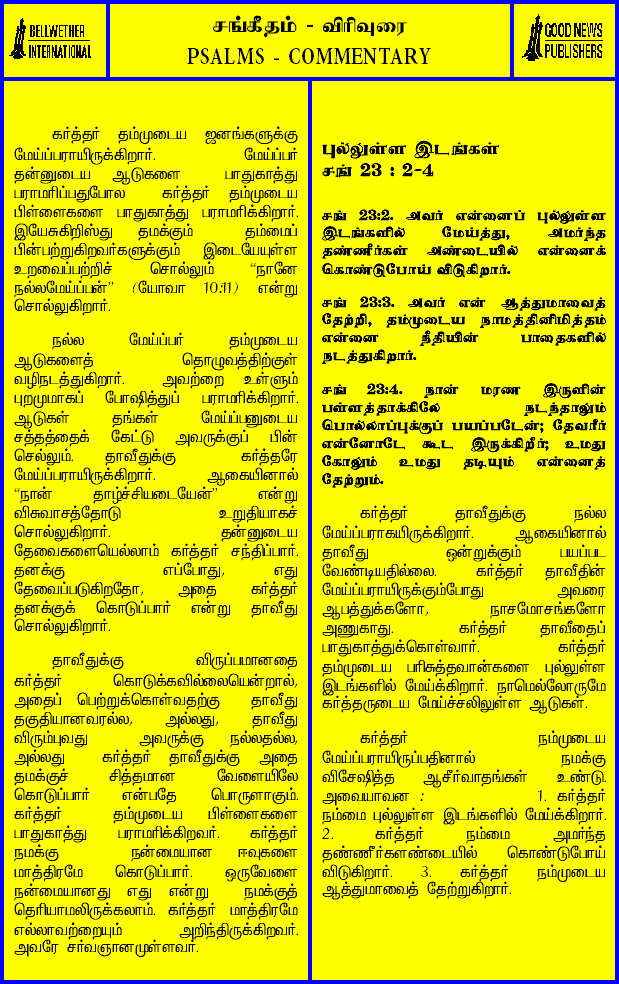 BELLWETHER
INTERNATIONAL
சங்கீதம் - விரிவுரை
PSALMS - COMMENTARY
GOOD NEWS
PUBLISHERS
கர்த்தர் தம்முடைய ஜனங்களுக்கு
மேய்ப்பராயிருக்கிறார். மேய்ப்பர்
தன்னுடைய ஆடுகளை பாதுகாத்து
பராமரிப்பதுபோல கர்த்தர் தம்முடைய
பிள்ளைகளை பாதுகாத்து பராமரிக்கிறார்.
இயேசுகிறிஸ்து தமக்கும் தம்மைப்
பின்பற்றுகிறவர்களுக்கும் இடையேயுள்ள
உறவைப்பற்றிச் சொல்லும் “நானே
நல்லமேய்ப்பன்” (யோவா 10:11) என்று
சொல்லுகிறார்.
நல்ல மேய்ப்பர் தம்முடைய
ஆடுகளைத் தொழுவத்திற்குள்
வழிநடத்துகிறார். அவற்றை உள்ளும்
புறமுமாகப் போஷித்துப் பராமரிக்கிறார்.
ஆடுகள் தங்கள் மேய்ப்பனுடைய
சத்தத்தைக் கேட்டு அவருக்குப் பின்
செல்லும். தாவீதுக்கு கர்த்தரே
மேய்ப்பராயிருக்கிறார். ஆகையினால்
“நான் தாழ்ச்சியடையேன்” என்று
விசுவாசத்தோடு உறுதியாகச்
சொல்லுகிறார். தன்னுடைய
தேவைகளையெல்லாம் கர்த்தர் சந்திப்பார்.
தனக்கு எப்போது, எது
தேவைப்படுகிறதோ, அதை கர்த்தர்
தனக்குக் கொடுப்பார் என்று தாவீது
சொல்லுகிறார்.
தாவீதுக்கு விருப்பமானதை
கர்த்தர் கொடுக்கவில்லையென்றால்,
அதைப் பெற்றுக்கொள்வதற்கு தாவீது
தகுதியானவரல்ல, அல்லது, தாவீது
விரும்புவது அவருக்கு நல்லதல்ல,
அல்லது கர்த்தர் தாவீதுக்கு அதை
தமக்குச் சித்தமான வேளையிலே
கொடுப்பார் என்பதே பொருளாகும்.
கர்த்தர் தம்முடைய பிள்ளைகளை
பாதுகாத்து பராமரிக்கிறவர். கர்த்தர்
நமக்கு நன்மையான ஈவுகளை
மாத்திரமே கொடுப்பார். ஒருவேளை
நன்மையானது எது என்று நமக்குத்
தெரியாமலிருக்கலாம். கர்த்தர் மாத்திரமே
எல்லாவற்றையும் அறிந்திருக்கிறவர்.
அவரே சர்வஞானமுள்ளவர்.
புல்லுள்ள இடங்கள்
சங் 23 : 2-4
சங் 23:2. அவர் என்னைப் புல்லுள்ள
இடங்களில் மேய்த்து, அமர்ந்த
தண்ணீர்கள் அண்டையில் என்னைக்
கொண்டுபோய் விடுகிறார்.
சங் 23:3. அவர் என் ஆத்துமாவைத்
தேற்றி, தம்முடைய நாமத்தினிமித்தம்
என்னை நீதியின் பாதைகளில்
நடத்துகிறார்.
சங் 23:4. நான் மரண இருளின்
பள்ளத்தாக்கிலே நடந்தாலும்
பொல்லாப்புக்குப் பயப்படேன்; தேவரீர்
என்னோடே கூட இருக்கிறீர்; உமது
கோலும் உமது தடியும் என்னைத்
தேற்றும்.
கர்த்தர் தாவீதுக்கு நல்ல
மேய்ப்பராகயிருக்கிறார். ஆகையினால்
தாவீது ஒன்றுக்கும் பயப்பட
வேண்டியதில்லை. கர்த்தர் தாவீதின்
மேய்ப்பராயிருக்கும்போது அவரை
ஆபத்துக்களோ, நாசமோசங்களோ
அணுகாது. கர்த்தர் தாவீதைப்
பாதுகாத்துக்கொள்வார். கர்த்தர்
தம்முடைய பரிசுத்தவான்களை புல்லுள்ள
இடங்களில் மேய்க்கிறார். நாமெல்லோருமே
கர்த்தருடைய மேய்ச்சலிலுள்ள ஆடுகள்.
கர்த்தர் நம்முடைய
மேய்ப்பராயிருப்பதினால் நமக்கு
விசேஷித்த ஆசீர்வாதங்கள் உண்டு.
அவையாவன : 1. கர்த்தர்
நம்மை புல்லுள்ள இடங்களில் மேய்க்கிறார்.
2. கர்த்தர் நம்மை அமர்ந்த
தண்ணீர்களண்டையில் கொண்டுபோய்
விடுகிறார். 3. கர்த்தர் நம்முடைய
ஆத்துமாவைத் தேற்றுகிறார்.